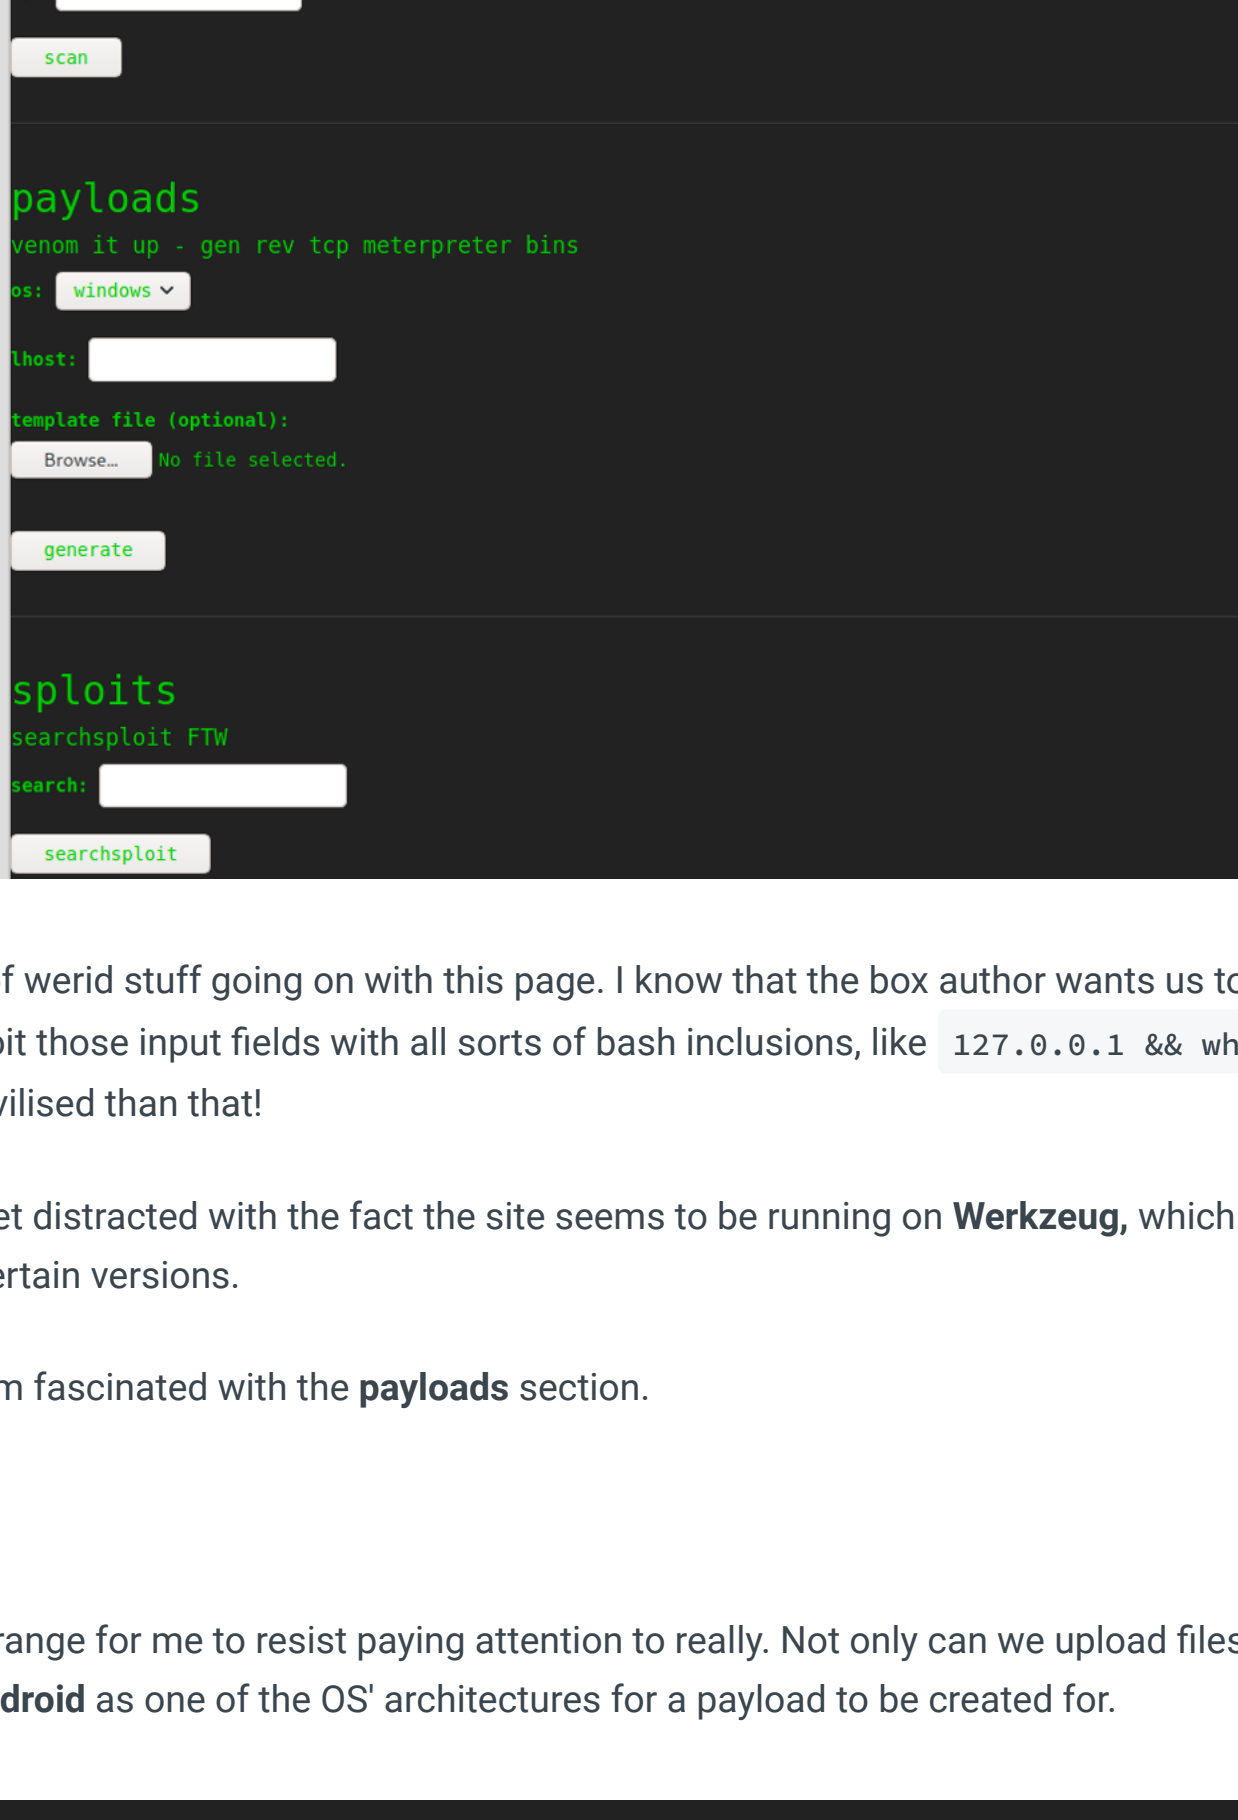 scan
payloads
venom it up - gen rev tcp meterpreter bins
os: windows
lhost:
template file (optional):
Browse... No file selected.
generate
sploits
searchsploit FTW
search:
searchsploit
f werid stuff going on with this page. I know that the box author wants us to
it those input fields with all sorts of bash inclusions, like 127.0.0.1 && wh
vilised than that!
et distracted with the fact the site seems to be running on Werkzeug, which
ertain versions.
m fascinated with the payloads section.
range for me to resist paying attention to really. Not only can we upload files
droid as one of the OS' architectures for a payload to be created for.